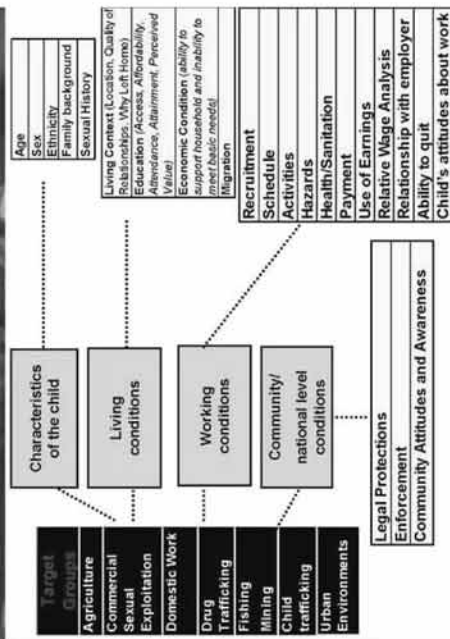 Target
Groups
Agriculture
Commercial
Sexual
Exploitation
Domestic Work
Drug
Trafficking
Fishing
Mining
Child
trafficking
Urban
Environments
Characteristics
of the child
Living
conditions
Working
conditions
Community/
national level
conditions
Age
Sex
Ethnicity
Family background
Sexual History
Living Context (Location, Quality of
Relationships, Why Left Home)
Education (Access, Affordability,
Attendance, Attainment, Perceived
Value)
Economic Condition (ability to
support household and inability to
meet basic needs)
Migration
Recruitment
Schedule
Activities
Hazards
Health/Sanitation
Payment
Use of Earnings
Relative Wage Analysis
Relationship with employer
Ability to quit
Child's attitudes about work
Legal Protections
Enforcement
Community Attitudes and Awareness